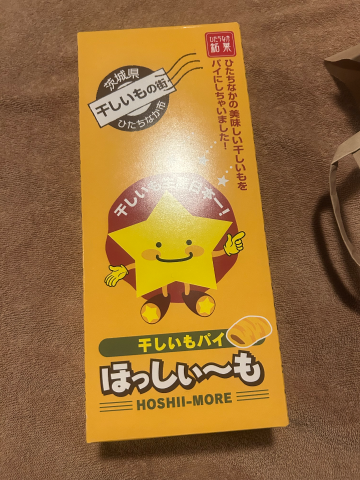 ひたちなか
銘菓
ひたちなかの美味しい干しいもを
パイにしちゃいました!
茨城県
干しいもの街
ひたちなか市
干しいも生産日本一!
干しいもパイ
ほっしぃ〜も
HOSHII-MORE